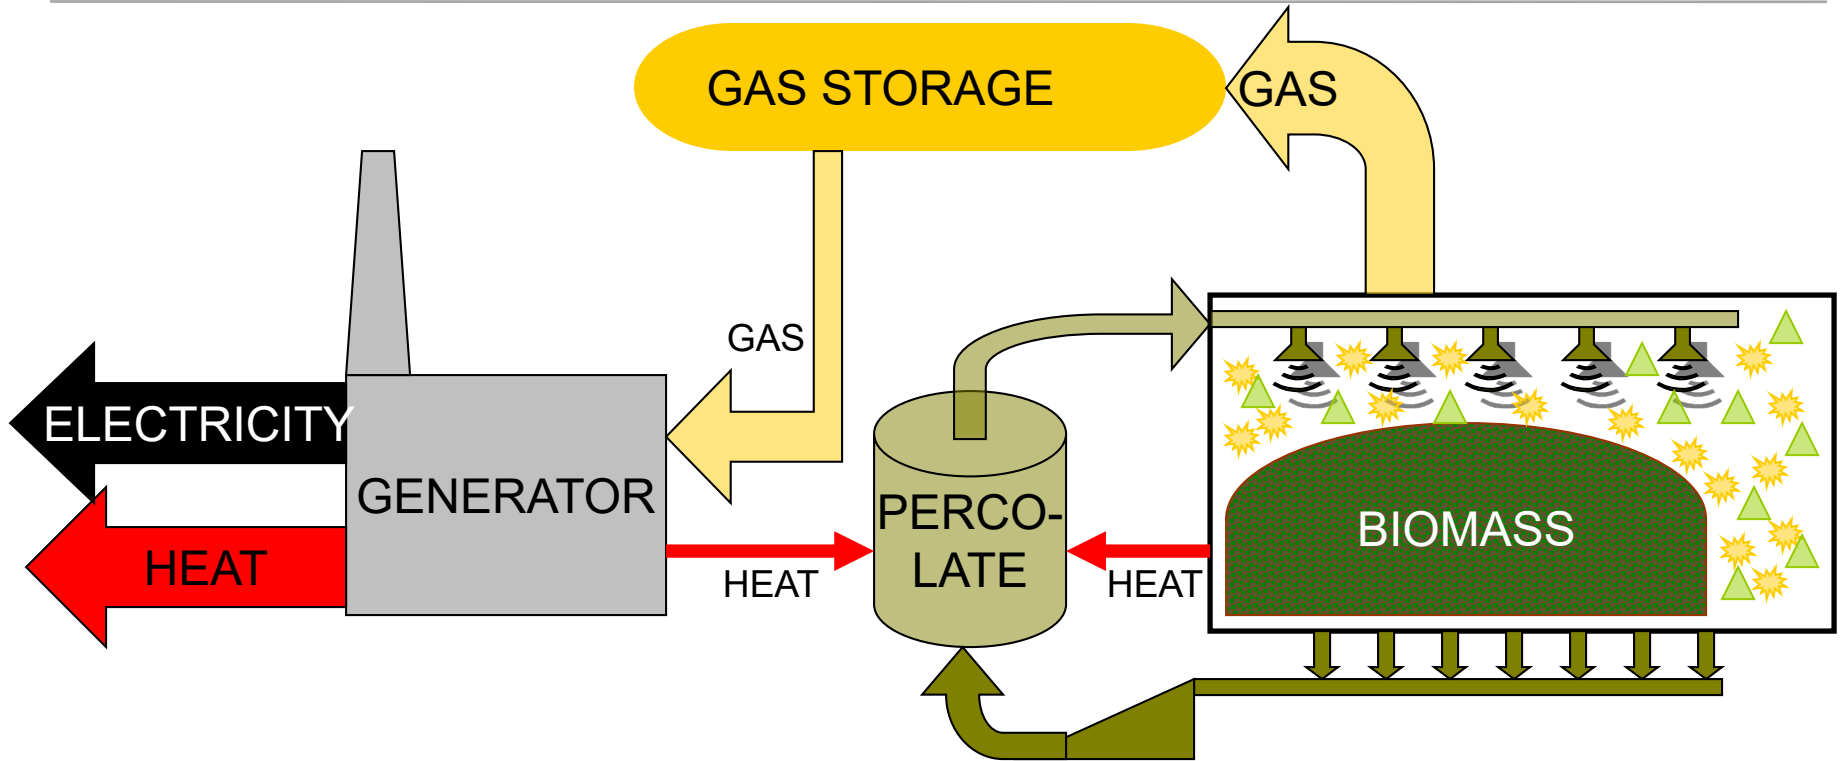 GAS STORAGE
GAS
GAS
ELECTRICITY
GENERATOR
HEAT
HEAT
PERCO-
LATE
HEAT
BIOMASS